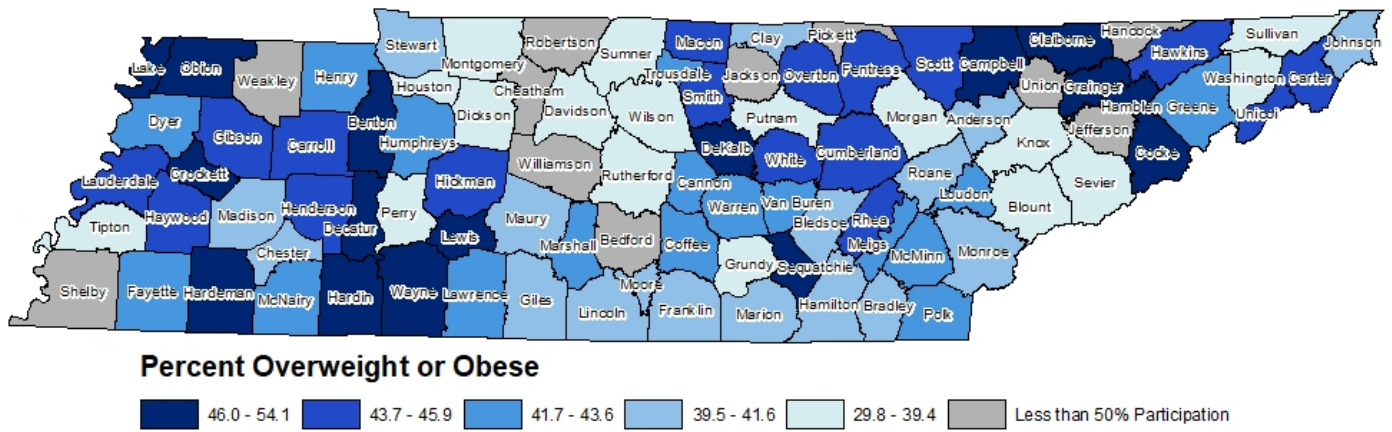 Stewart
Montgomery
Robertson
Sumner
Macon
Clay
Pickett
Scott
Campbell
Claiborne
Hancock
Hawkins
Sullivan
Johnson
Lake
Obion
Weakley
Henry
Houston
Cheatham
Trousdale
Smith
Jackson
Overton
Fentress
Union
Grainger
Hamblen
Greene
Washington
Carter
Unicoi
Dyer
Gibson
Carroll
Benton
Humphreys
Dickson
Davidson
Wilson
Putnam
Morgan
Anderson
Knox
Jefferson
Cocke
Lauderdale
Crockett
Haywood
Madison
Henderson
Decatur
Perry
Hickman
Williamson
Rutherford
Cannon
DeKalb
White
Cumberland
Roane
Loudon
Blount
Sevier
Tipton
Chester
Lewis
Maury
Marshall
Bedford
Coffee
Warren
Van Buren
Bledsoe
Rhea
Meigs
McMinn
Monroe
Shelby
Fayette
Hardeman
McNairy
Hardin
Wayne
Lawrence
Giles
Lincoln
Moore
Franklin
Grundy
Sequatchie
Marion
Hamilton
Bradley
Polk
Percent Overweight or Obese
46.0 - 54.1 43.7 - 45.9 41.7 - 43.6 39.5 - 41.6 29.8 - 39.4 Less than 50% Participation